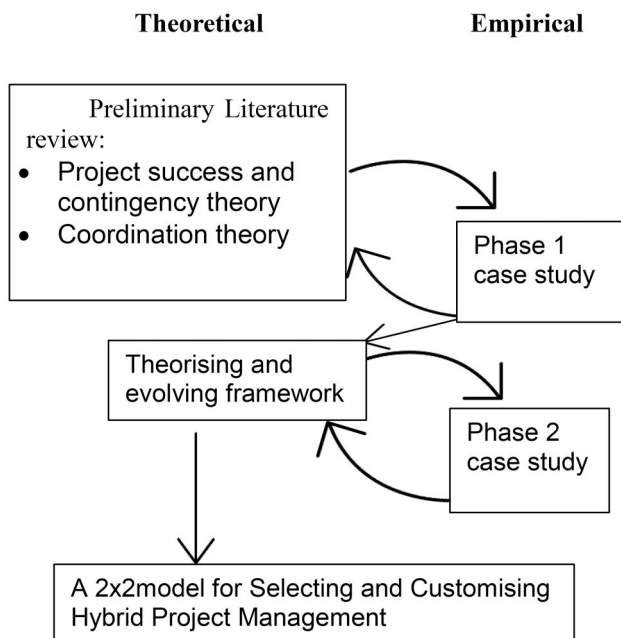 Theoretical
Empirical
Preliminary Literature
review:
• Project success and
contingency theory
• Coordination theory
Phase 1
case study
Theorising and
evolving framework
Phase 2
case study
A 2x2model for Selecting and Customising
Hybrid Project Management